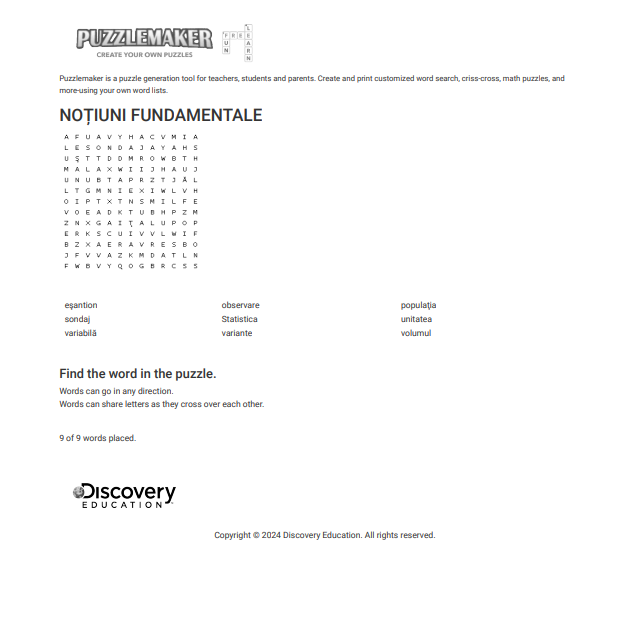 PUZZLEMAKER
CREATE YOUR OWN PUZZLES
FREE
FUN
LEARN
Puzzlemaker is a puzzle generation tool for teachers, students and parents. Create and print customized word search, criss-cross, math puzzles, and
more-using your own word lists.
NOȚIUNI FUNDAMENTALE
A F U A V Y H A C V M I A
L E S O N D A J A Y A H S
U Ş T T D D M R O W B T H
M A L A X W I I J H A U J
U N U B T A P R Z T J Ă L
L T G M N I E X I W L V H
O I P T X T N S M I L F E
V O E A D K T U B H P Z M
Z N X G A I Ţ A L U P O P
E R K S C U I V V L W I F
B Z X A E R A V R E S B O
J F V V A Z K M D A T L N
F W B V Y Q O G B R C S S
eşantion observare populaţia
sondaj Statistica unitatea
variabilă variante volumul
Find the word in the puzzle.
Words can go in any direction.
Words can share letters as they cross over each other.
9 of 9 words placed.
Discovery
EDUCATION
Copyright © 2024 Discovery Education. All rights reserved.